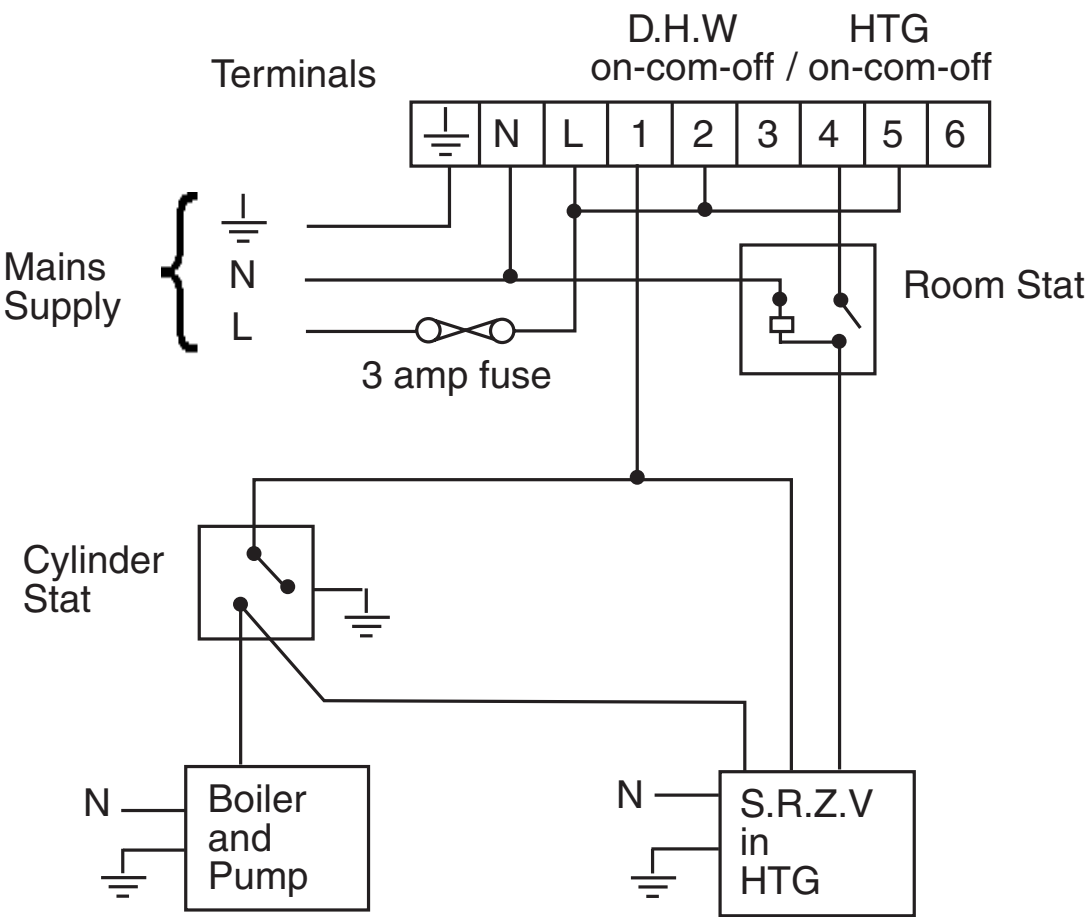 D.H.W HTG
on-com-off / on-com-off
Terminals
N L 1 2 3 4 5 6
Mains
Supply
N
L
3 amp fuse
Room Stat
Cylinder
Stat
N
Boiler
and
Pump
N
S.R.Z.V
in
HTG